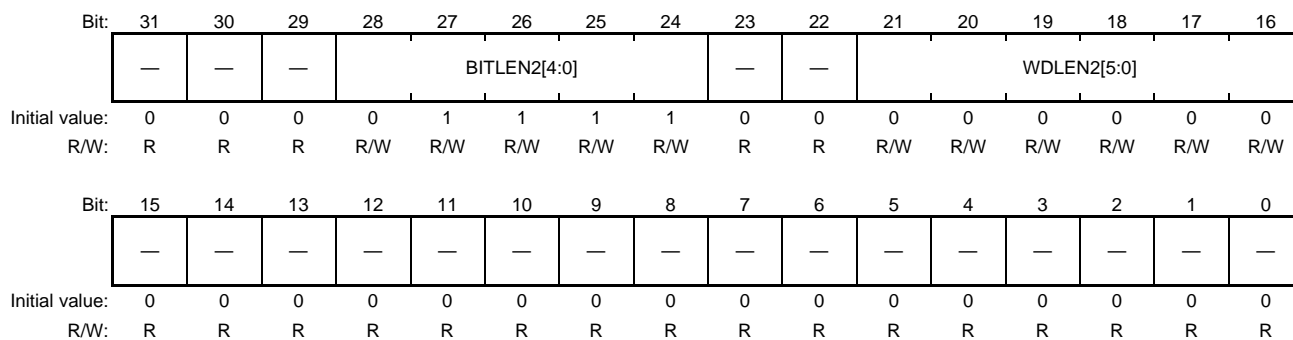 Bit: 31 30 29 28 27 26 25 24 23 22 21 20 19 18 17 16
— — — BITLEN2[4:0] — — WDLEN2[5:0]
Initial value: 0 0 0 0 1 1 1 1 0 0 0 0 0 0 0 0
R/W: R R R R/W R/W R/W R/W R/W R R R/W R/W R/W R/W R/W R/W
Bit: 15 14 13 12 11 10 9 8 7 6 5 4 3 2 1 0
— — — — — — — — — — — — — — — —
Initial value: 0 0 0 0 0 0 0 0 0 0 0 0 0 0 0 0
R/W: R R R R R R R R R R R R R R R R